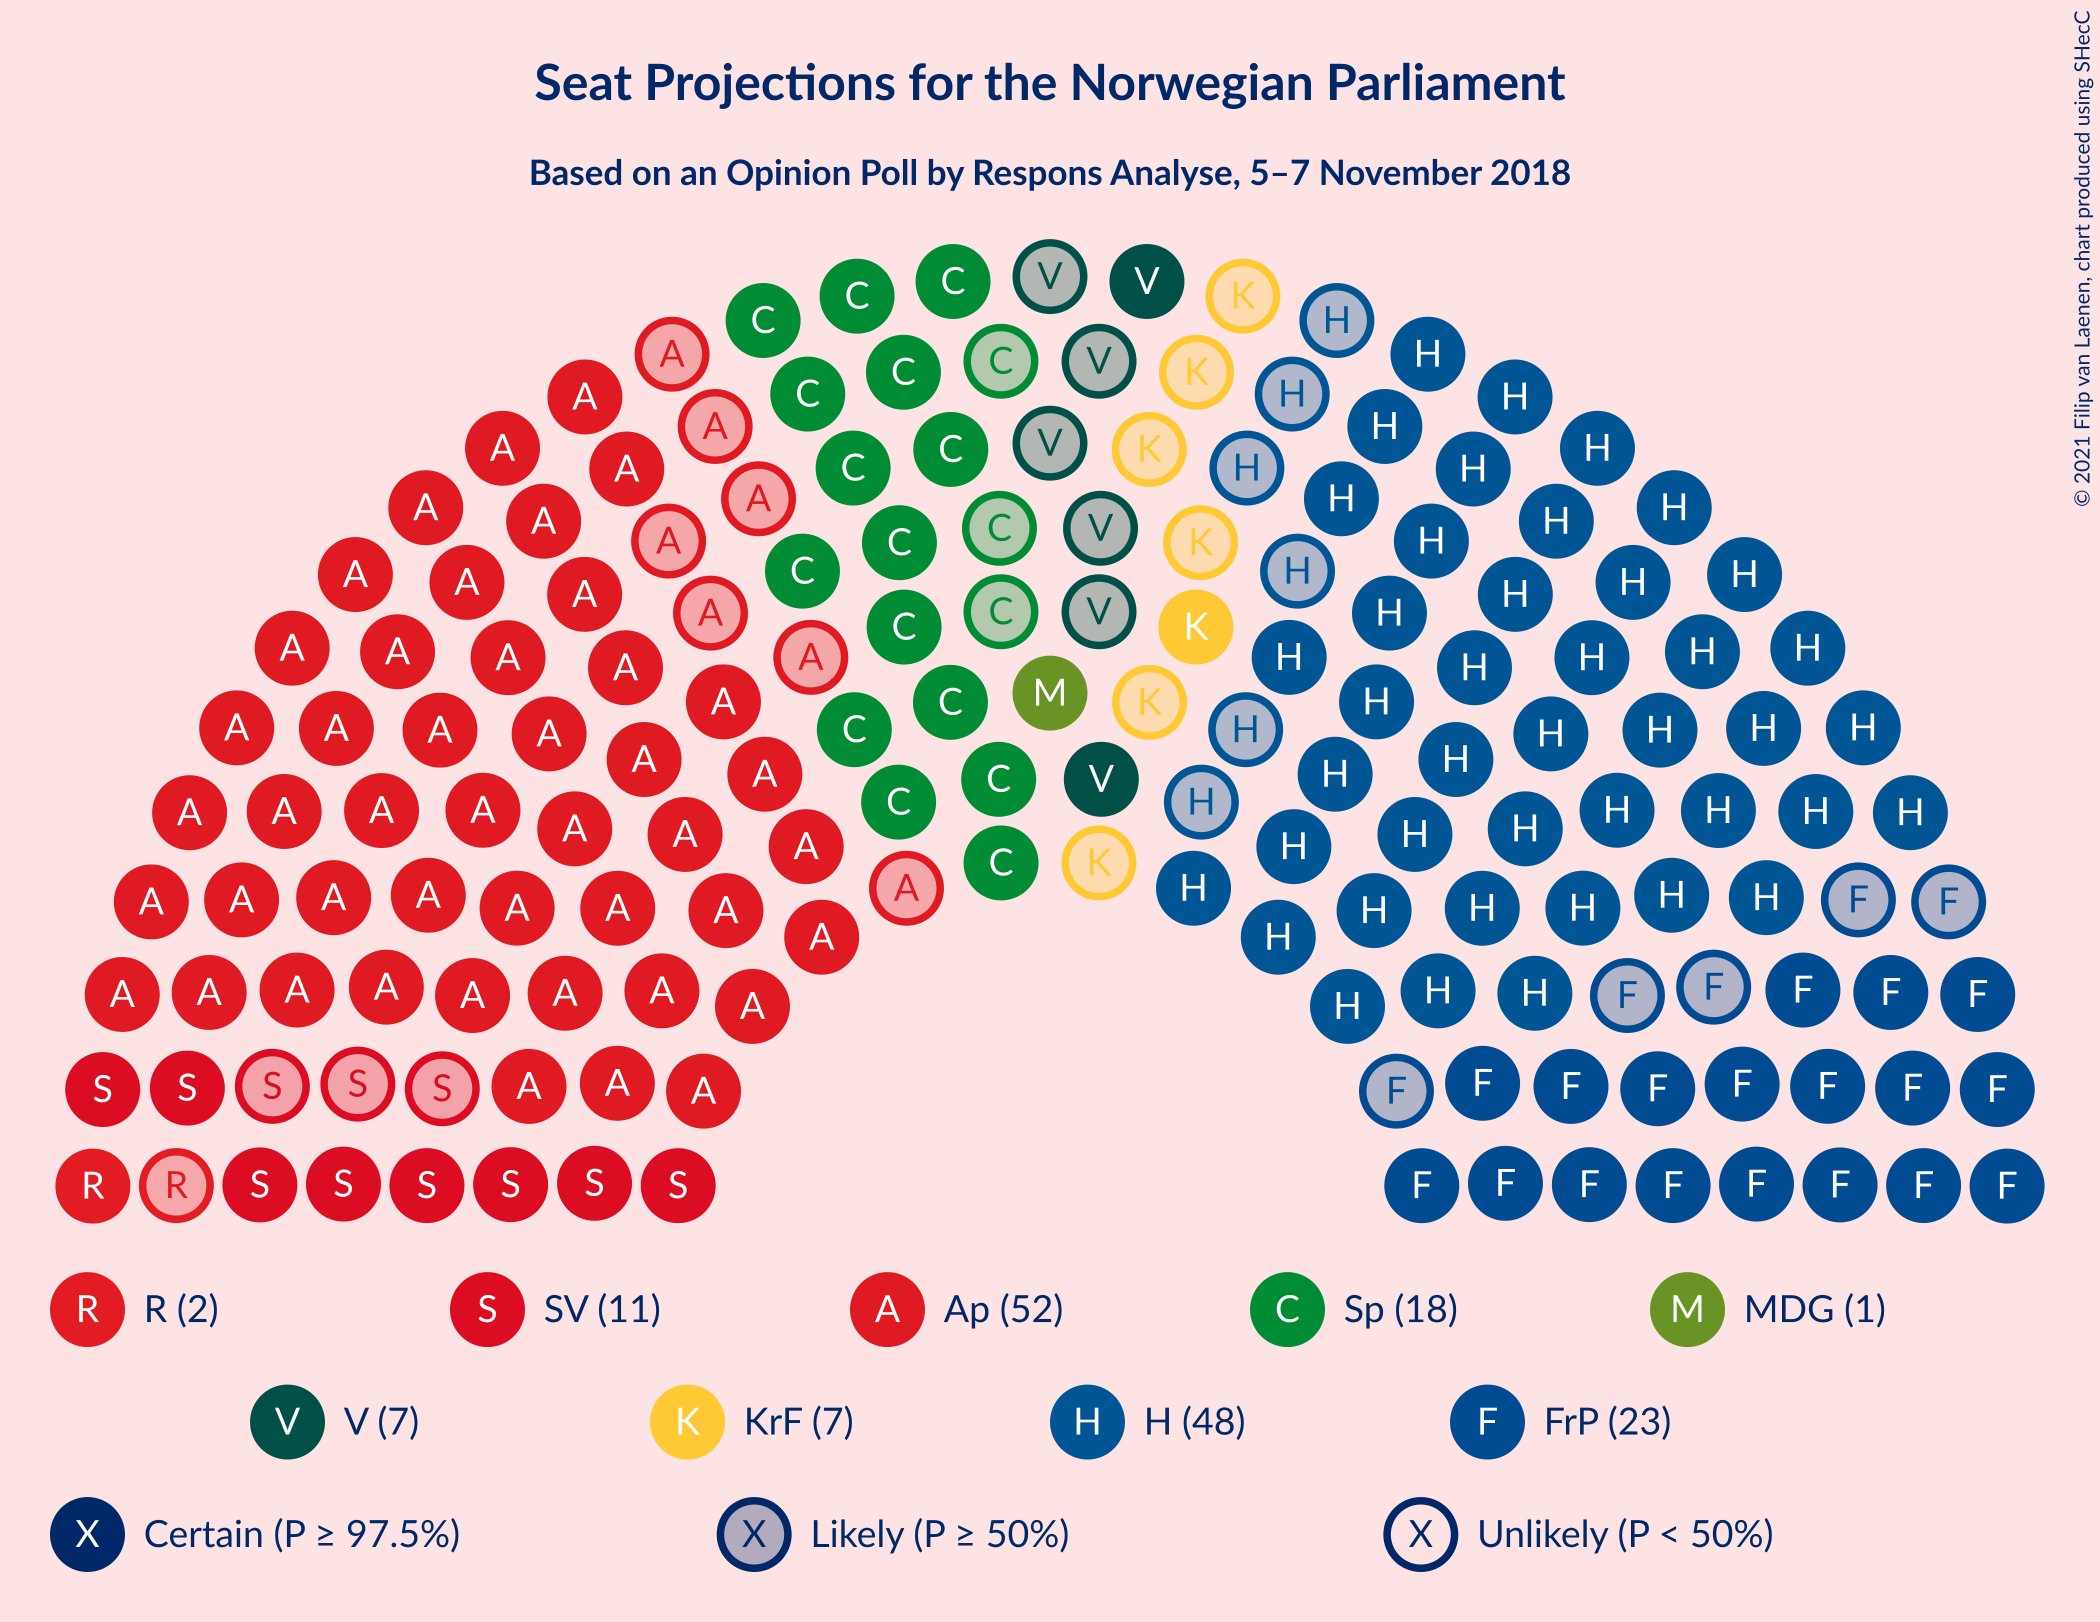 Seat Projections for the Norwegian Parliament
Based on an Opinion Poll by Respons Analyse, 5–7 November 2018
© 2021 Filip van Laenen, chart produced using SHecC
C C C V V K H
A C C C V K H H
A A C C V K H H
A A A C C V K H H
A A A C C V K H H
A A A C C M K H H
A A A C C V H H
A A A C K H H
R R S S S S S S F F F F F F F F
R R (2) S SV (11) A Ap (52) C Sp (18) M MDG (1)
V V (7) K KrF (7) H H (48) F FrP (23)
X Certain (P ≥ 97.5%) X Likely (P ≥ 50%) X Unlikely (P < 50%)